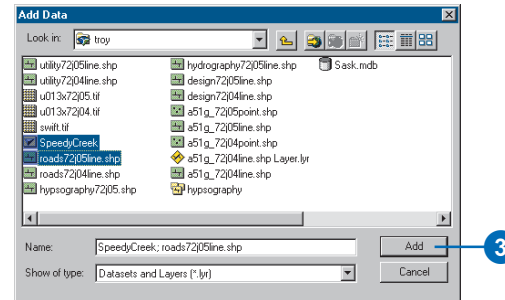 Add Data
Look in: troy
utility72j05line.shp
utility72j04line.shp
u013x72j05.tif
u013x72j04.tif
swift.tif
SpeedyCreek
roads72j05line.shp
roads72j04line.shp
hypsography72j05.shp
hydrography72j05line.shp
design72j05line.shp
design72j04line.shp
a51g_72j05point.shp
a51g_72j05line.shp
a51g_72j04point.shp
a51g_72j04line.shp Layer.lyr
a51g_72j04line.shp
hypsography
Sask.mdb
Name: SpeedyCreek; roads72j05line.shp Add 3
Show of type: Datasets and Layers (*.lyr) Cancel